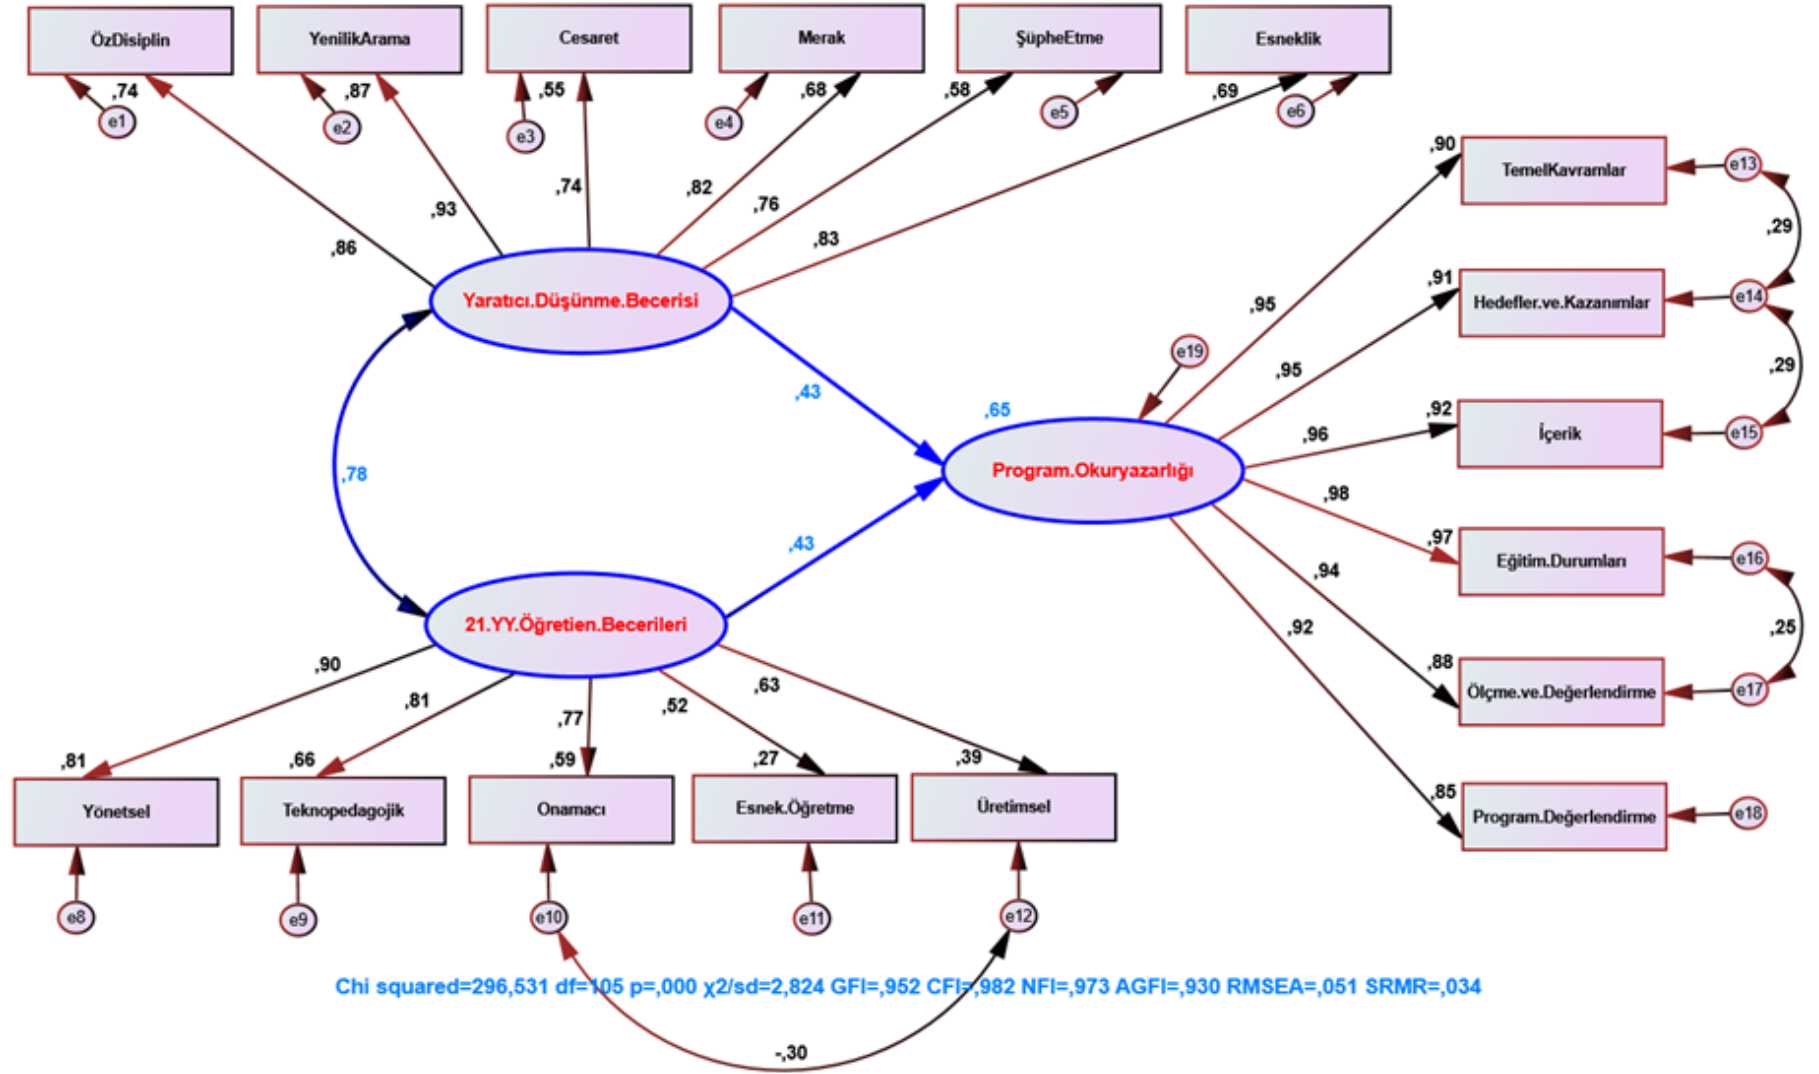 ÖzDisiplin
YenilikArama
Cesaret
Merak
ŞüpheEtme
Esneklik
,74
,87
,55
,68
,58
,69
e1
e2
e3
e4
e5
e6
,86
,93
,74
,82
,76
,83
Yaratıcı.Düşünme.Becerisi
,90
TemelKavramlar
e13
,29
,95
,91
Hedefler.ve.Kazanımlar
e14
,29
,95
e19
,43
,65
,92
İçerik
e15
,96
,78
Program.Okuryazarlığı
,98
,43
,97
Eğitim.Durumları
e16
,25
,94
21.YY.Öğretien.Becerileri
,92
,88
Ölçme.ve.Değerlendirme
e17
,90
,81
,77
,52
,63
,81
,66
,59
,27
,39
,85
Program.Değerlendirme
e18
Yönetsel
Teknopedagojik
Onamacı
Esnek.Öğretme
Üretimsel
e8
e9
e10
e11
e12
Chi squared=296,531 df=105 p=,000 χ2/sd=2,824 GFI=,952 CFI=,982 NFI=,973 AGFI=,930 RMSEA=,051 SRMR=,034
-,30